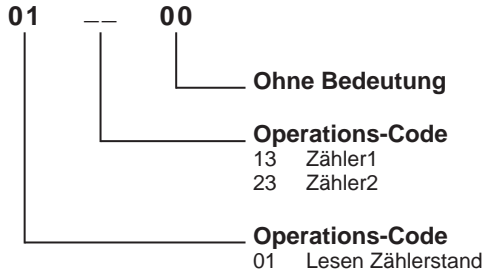 01 __ 00
Ohne Bedeutung
Operations-Code
13 Zähler1
23 Zähler2
Operations-Code
01 Lesen Zählerstand